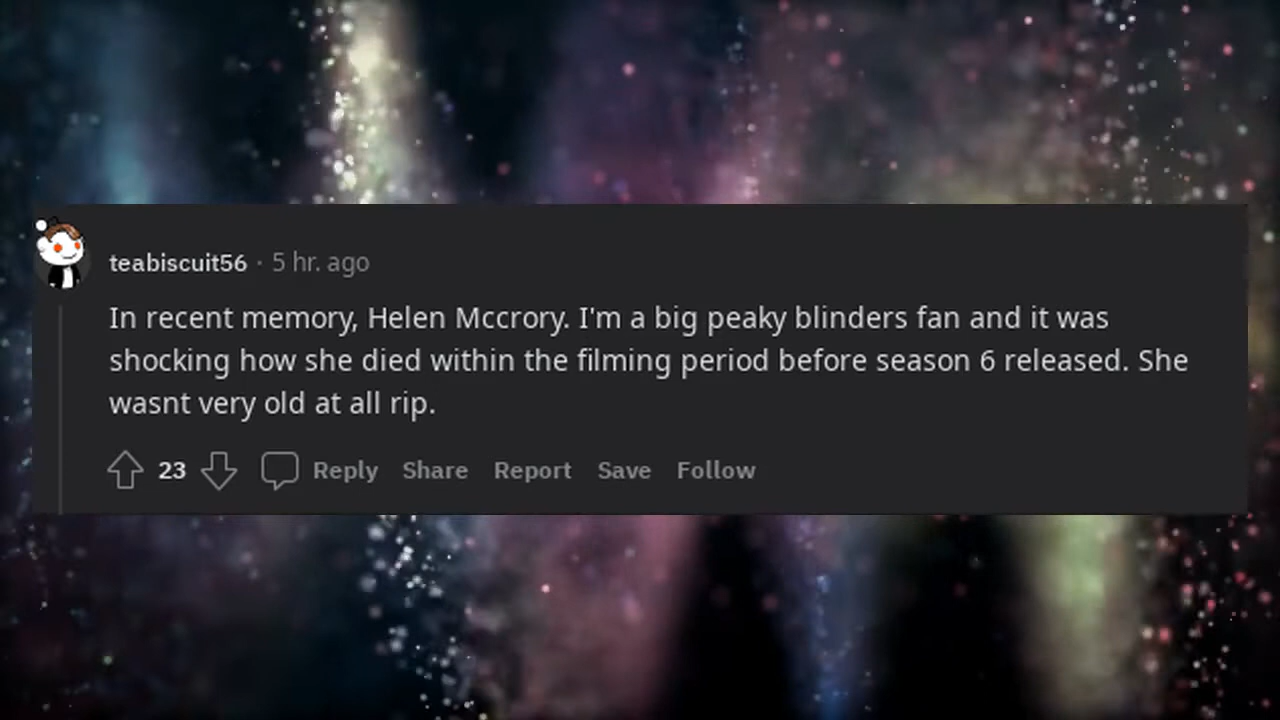 teabiscuit56 · 5 hr. ago
In recent memory, Helen Mccrory. I'm a big peaky blinders fan and it was
shocking how she died within the filming period before season 6 released. She
wasnt very old at all rip.
23 Reply Share Report Save Follow